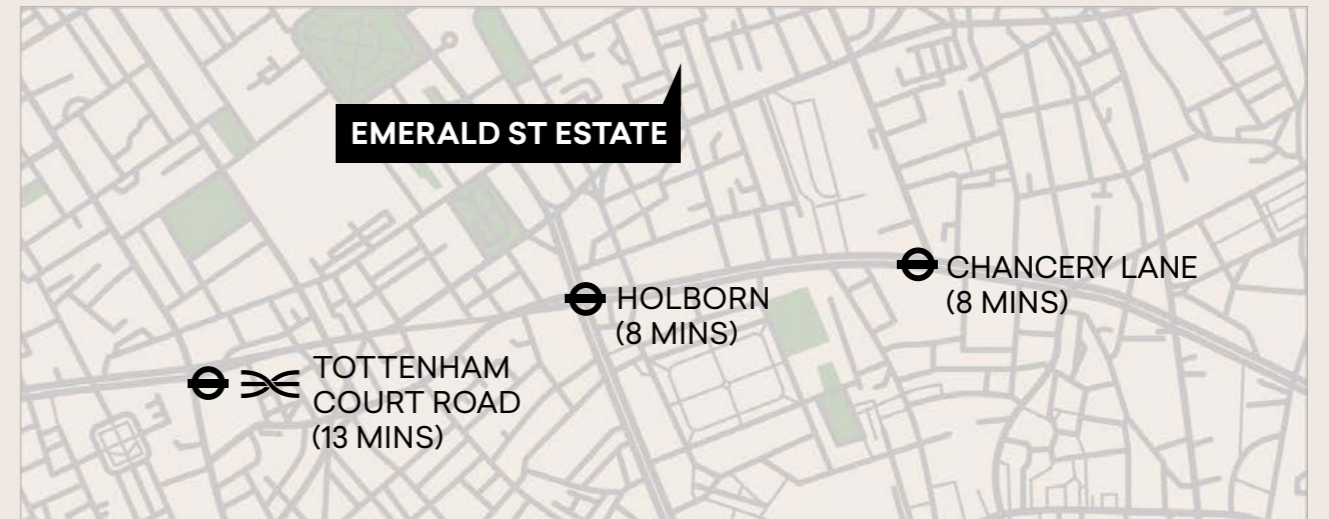 EMERALD ST ESTATE
CHANCERY LANE
(8 MINS)
HOLBORN
(8 MINS)
TOTTENHAM
COURT ROAD
(13 MINS)